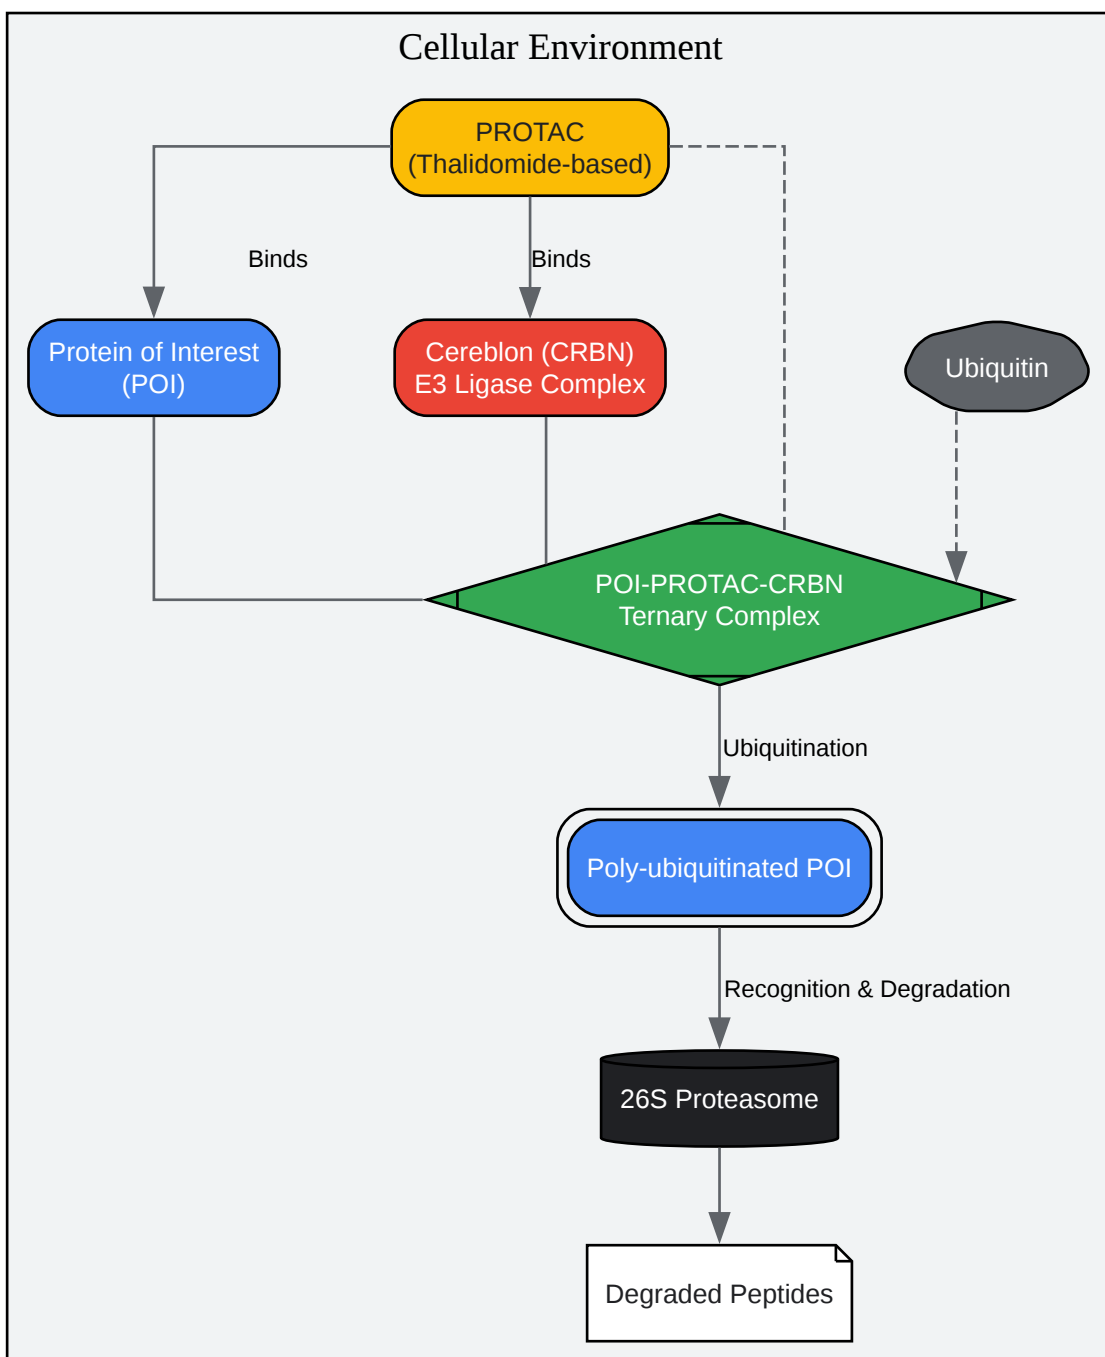 Cellular Environment
PROTAC
(Thalidomide-based)
Binds
Binds
Protein of Interest
(POI)
Cereblon (CRBN)
E3 Ligase Complex
Ubiquitin
POI-PROTAC-CRBN
Ternary Complex
Ubiquitination
Poly-ubiquitinated POI
Recognition & Degradation
26S Proteasome
Degraded Peptides